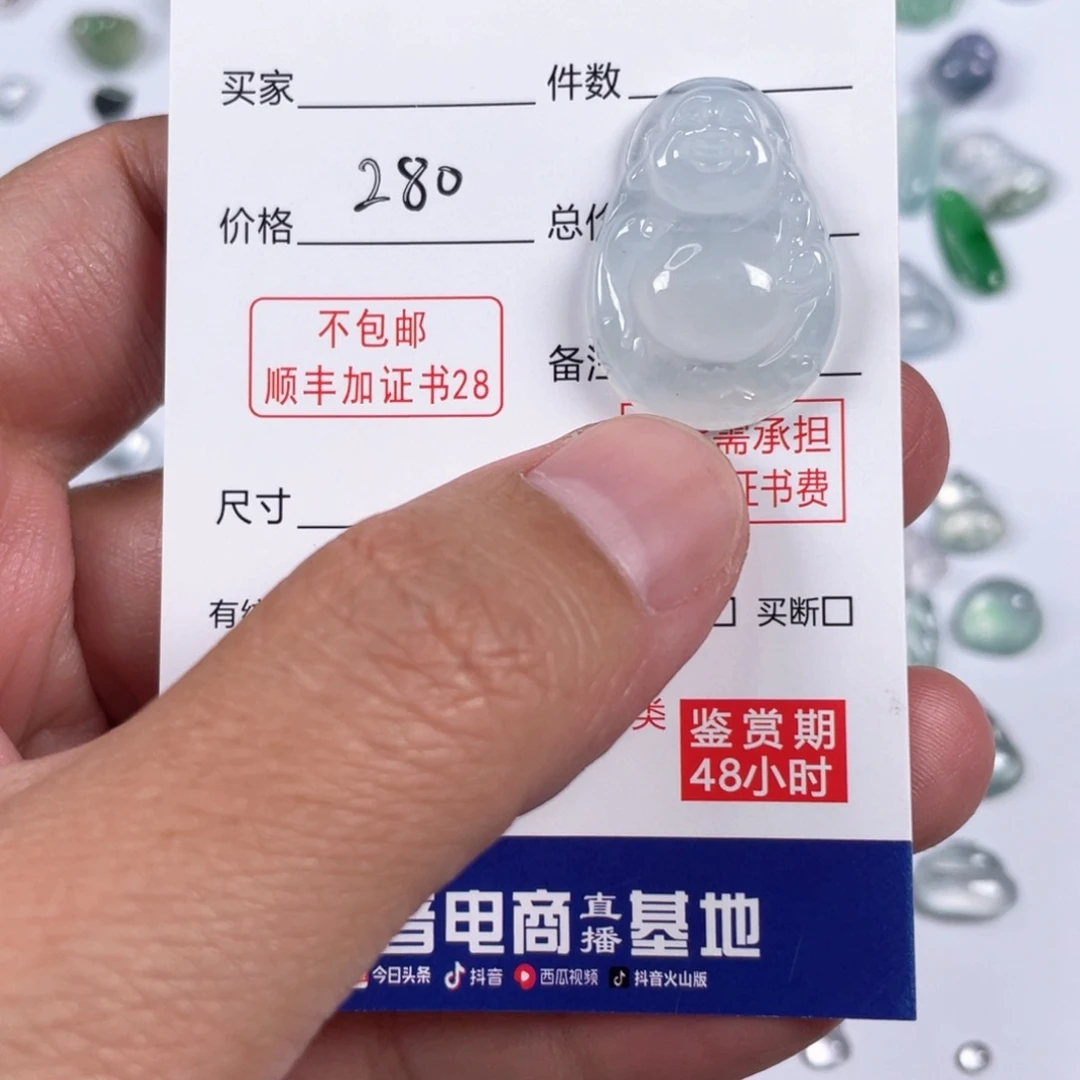 买家 件数
280
价格 总价
不包邮
顺丰加证书28
备注
需承担
证书费
尺寸
有
买断
类
鉴赏期
48小时
音电商直播基地
今日头条 抖音 西瓜视频 抖音火山版